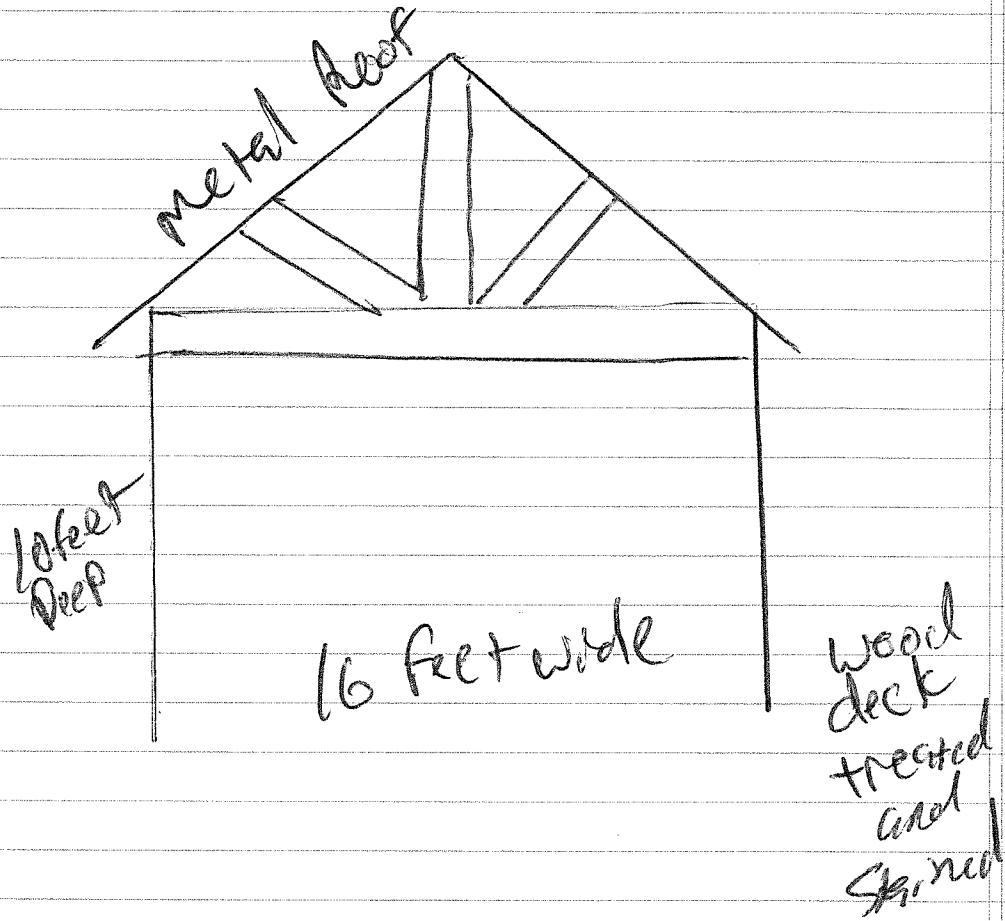 Metal Roof
10 feet
Deep
16 feet wide
wood
deck
treated
and
Stained